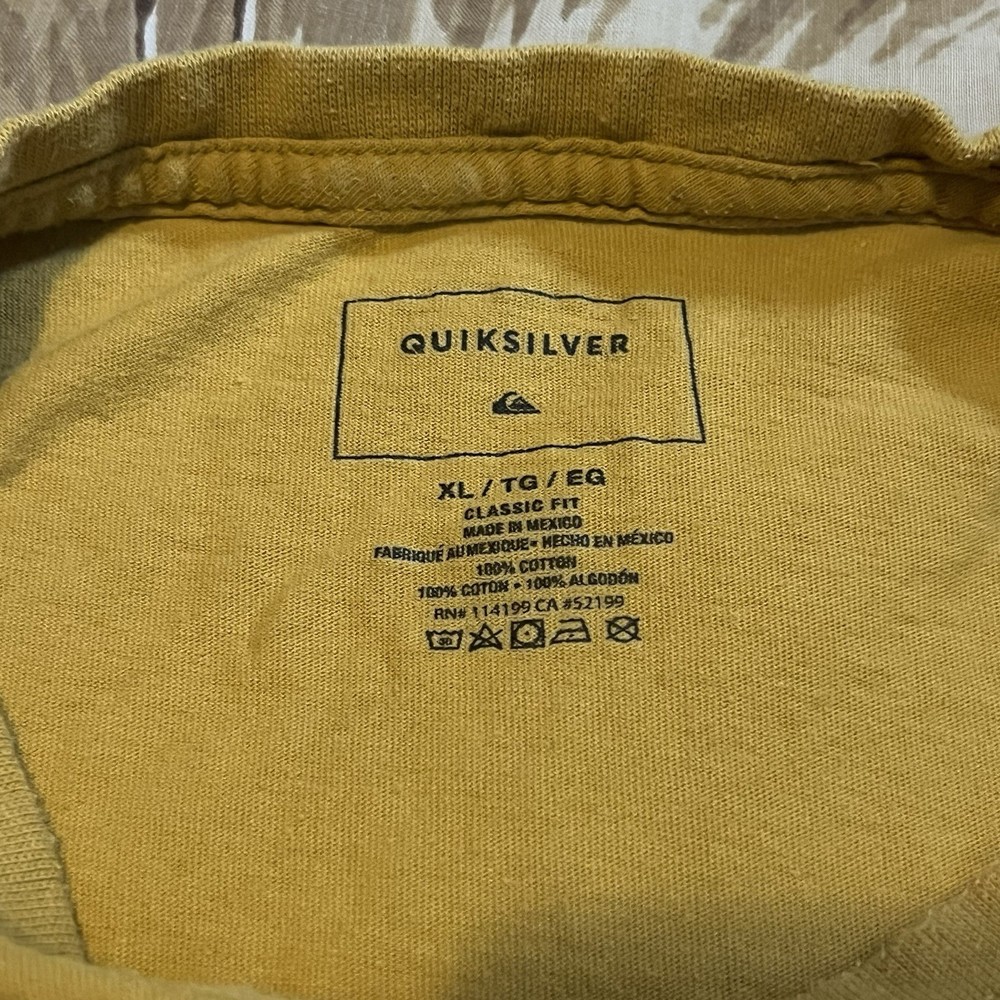 QUIKSILVER
XL / TG / EG
CLASSIC FIT
MADE IN MEXICO
FABRIQUÉ AU MEXIQUE • HECHO EN MÉXICO
100% COTTON
100% COTON • 100% ALGODÓN
RN# 114199 CA #52199
30